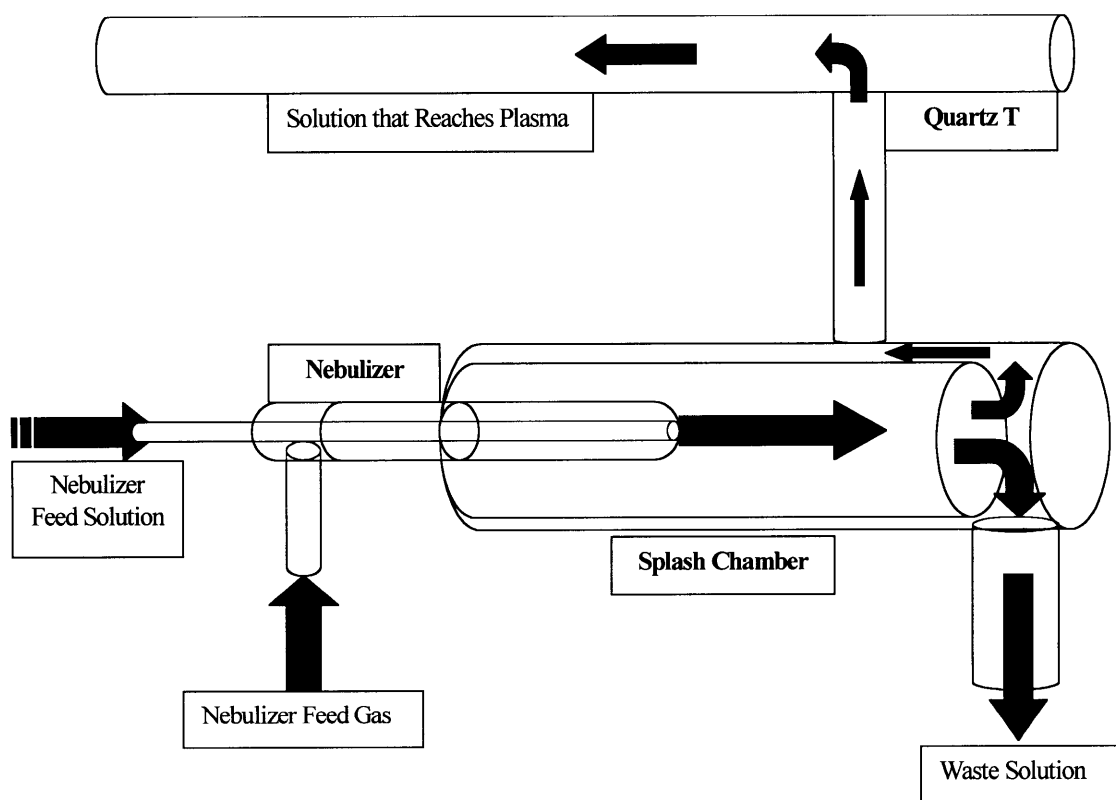 Solution that Reaches Plasma
Quartz T
Nebulizer
Nebulizer
Feed Solution
Splash Chamber
Nebulizer Feed Gas
Waste Solution